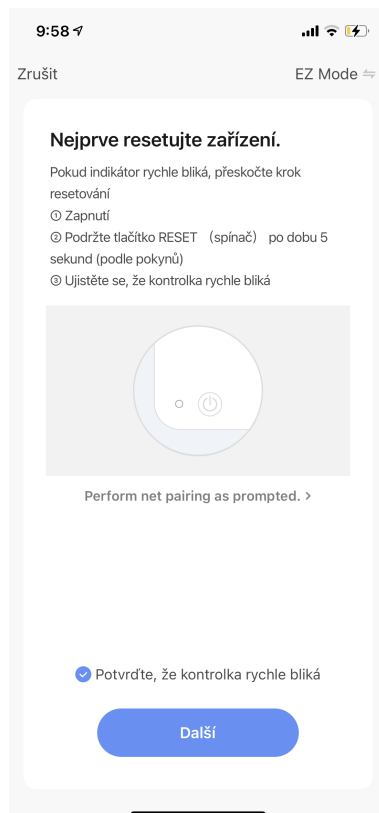 9:58
Zrušit
EZ Mode
Nejprve resetujte zařízení.
Pokud indikátor rychle bliká, přeskočte krok
resetování
① Zapnutí
② Podržte tlačítko RESET （spínač） po dobu 5
sekund (podle pokynů)
③ Ujistěte se, že kontrolka rychle bliká
Perform net pairing as prompted. >
Potvrďte, že kontrolka rychle bliká
Další